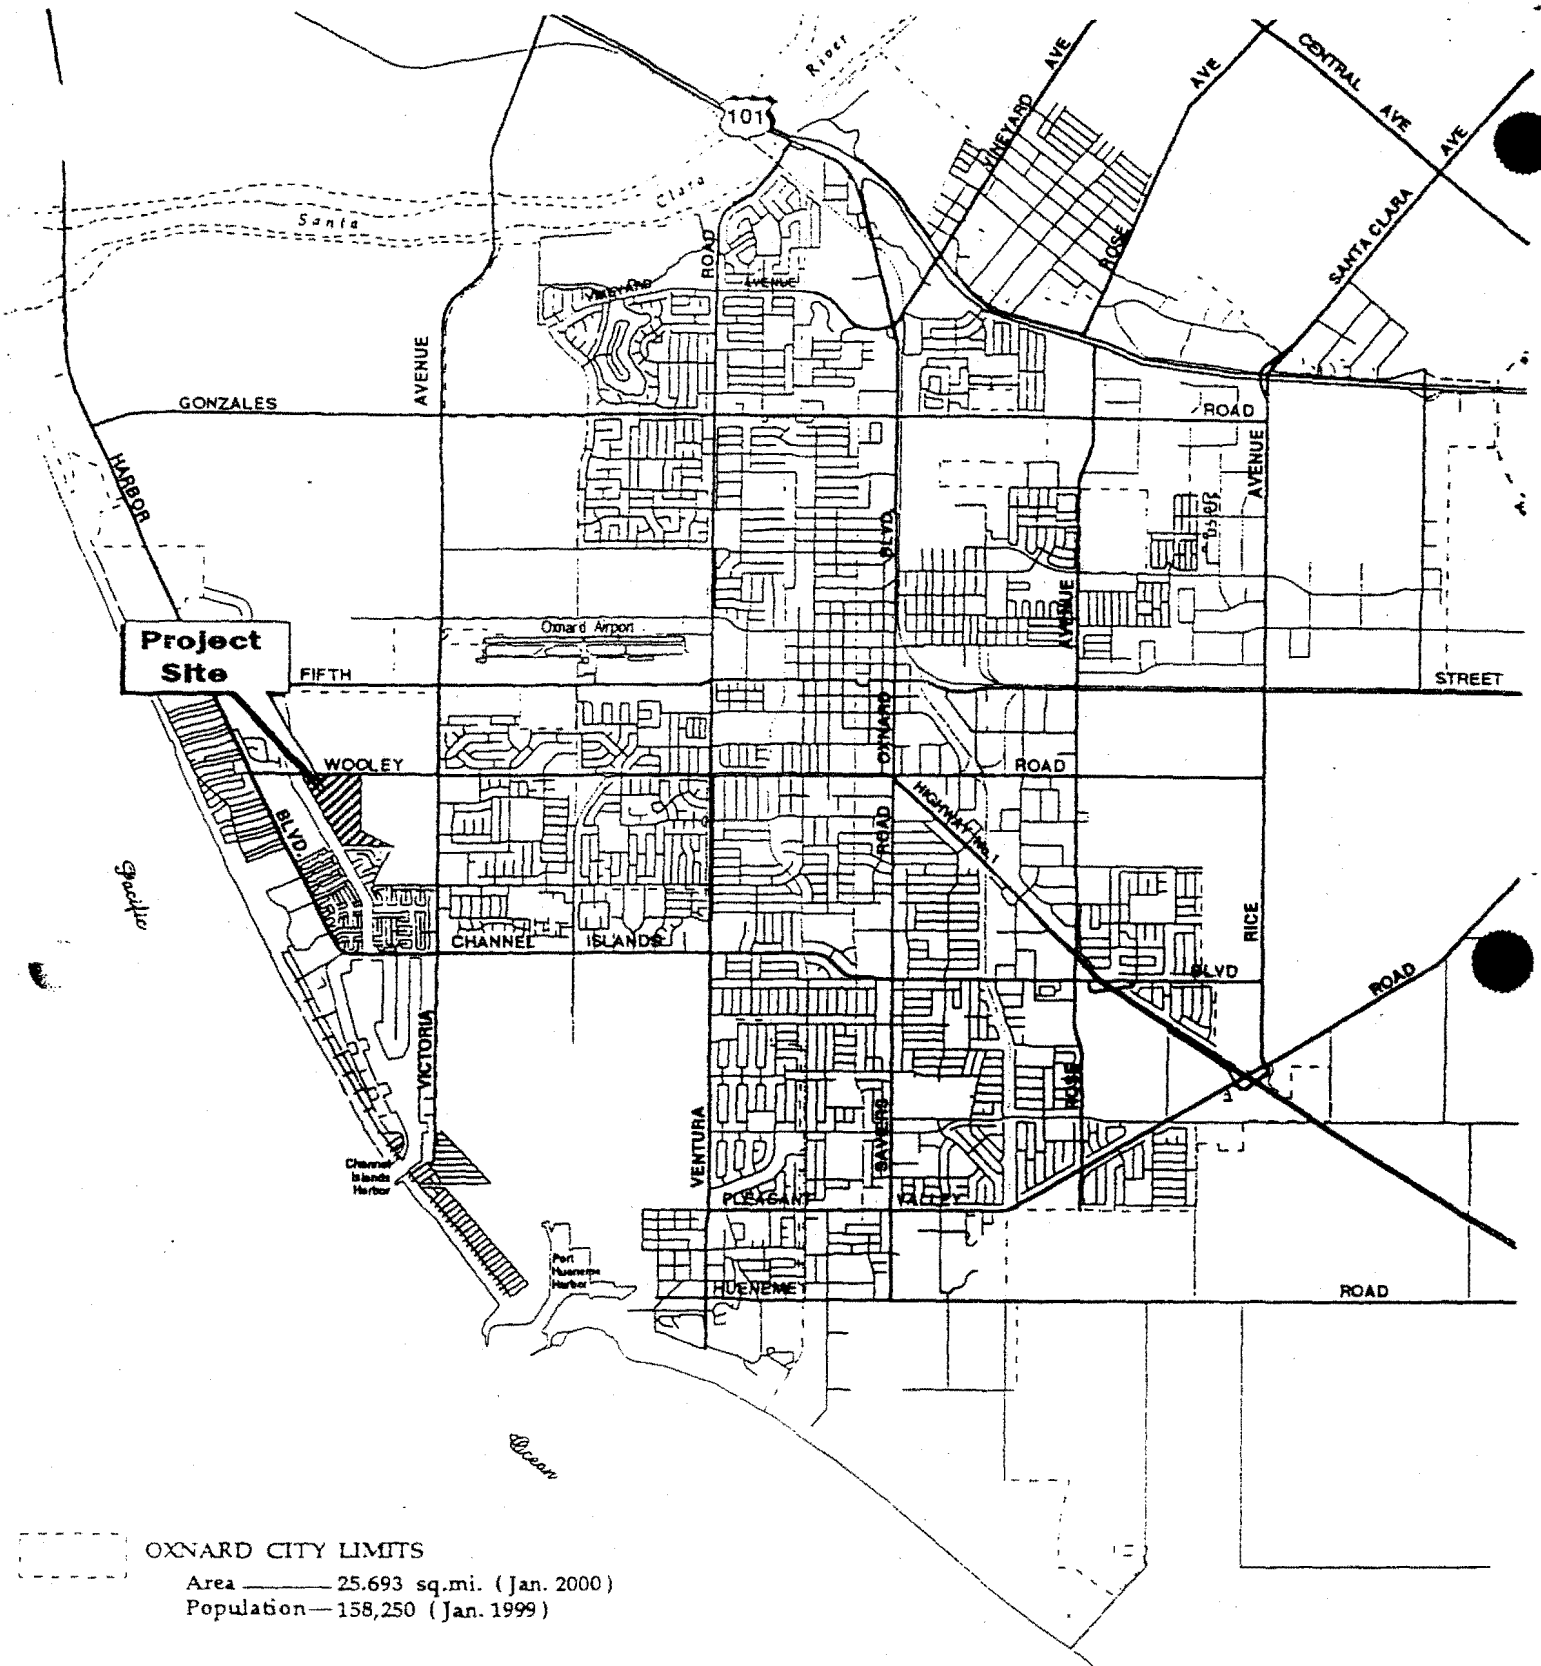 River
AVE
AVE
CENTRAL
AVE
AVE
101
VINEYARD
Clara
Santa
ROAD
ROSE
SANTA CLARA
VINEYARD
AVENUE
AVENUE
GONZALES
ROAD
HARBOR
AVENUE
BLVD.
AVENUE
Oxnard Airport
Project
Site
FIFTH
STREET
OXNARD
WOOLEY
ROAD
HIGHWAY No. 1
BLVD.
ROAD
Pacific
RICE
CHANNEL
ISLANDS
BLVD
ROAD
VICTORIA
ROSE
VENTURA
SAVIERS
Channel
Islands
Harbor
PLEASANT
VALLEY
Port
Hueneme
Harbor
HUENEME
ROAD
Ocean
OXNARD CITY LIMITS
Area 25.693 sq.mi. (Jan. 2000)
Population—158,250 (Jan. 1999)